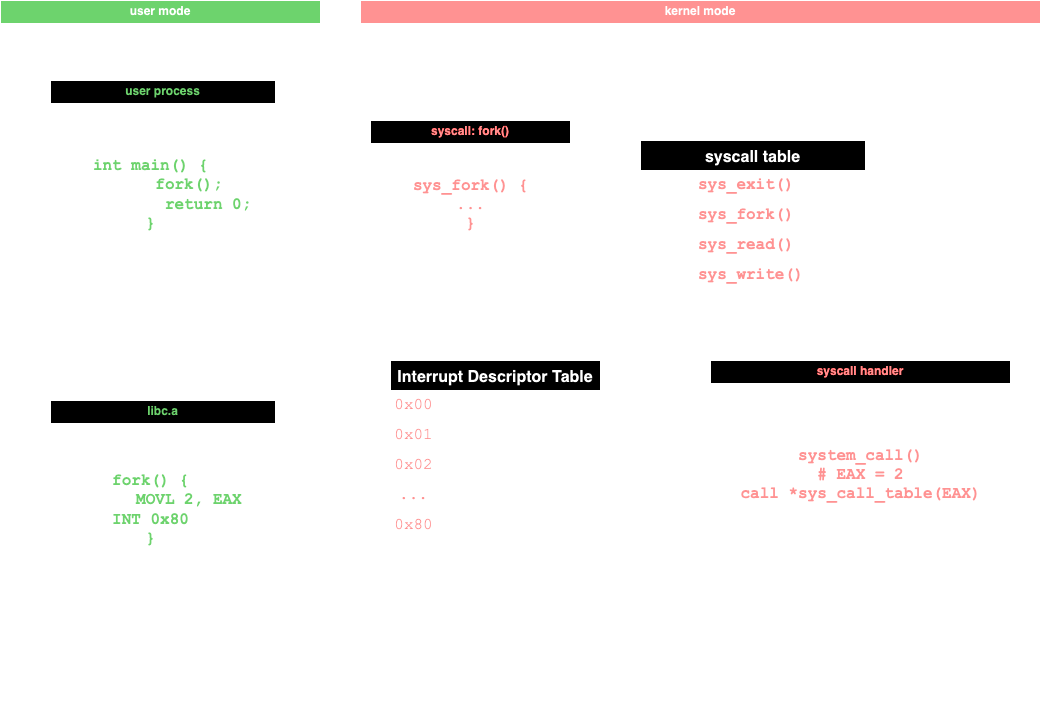 user mode
kernel mode
user process
int main() {
fork();
return 0;
}
syscall: fork()
sys_fork() {
...
}
syscall table
sys_exit()
sys_fork()
sys_read()
sys_write()
libc.a
fork() {
MOVL 2, EAX
INT 0x80
}
Interrupt Descriptor Table
0x00
0x01
0x02
...
0x80
syscall handler
system_call()
# EAX = 2
call *sys_call_table(EAX)